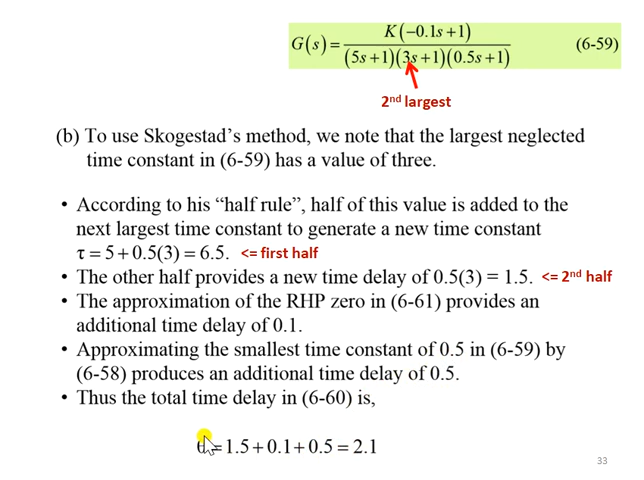 G(s) = K(−0.1s+1) / (5s+1)(3s+1)(0.5s+1) (6-59)
2nd largest
(b) To use Skogestad's method, we note that the largest neglected
time constant in (6-59) has a value of three.
• According to his “half rule”, half of this value is added to the
next largest time constant to generate a new time constant
τ = 5 + 0.5(3) = 6.5. <= first half
• The other half provides a new time delay of 0.5(3) = 1.5. <= 2nd half
• The approximation of the RHP zero in (6-61) provides an
additional time delay of 0.1.
• Approximating the smallest time constant of 0.5 in (6-59) by
(6-58) produces an additional time delay of 0.5.
• Thus the total time delay in (6-60) is,
= 1.5 + 0.1 + 0.5 = 2.1
33